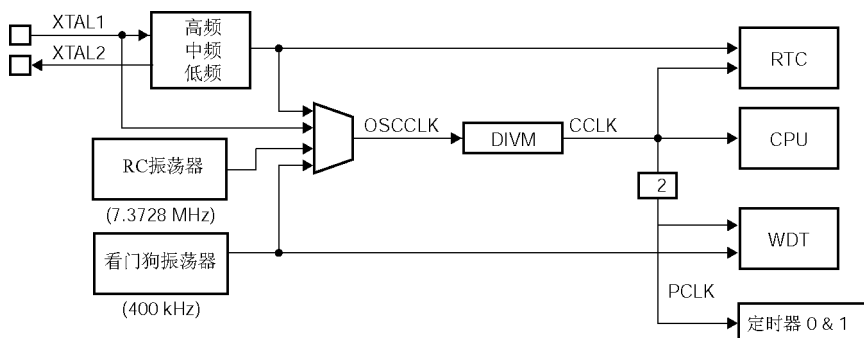 XTAL1
XTAL2
高频
中频
低频
RTC
OSCCLK
DIVM
CCLK
CPU
RC振荡器
(7.3728 MHz)
2
看门狗振荡器
(400 kHz)
WDT
PCLK
定时器 0 & 1